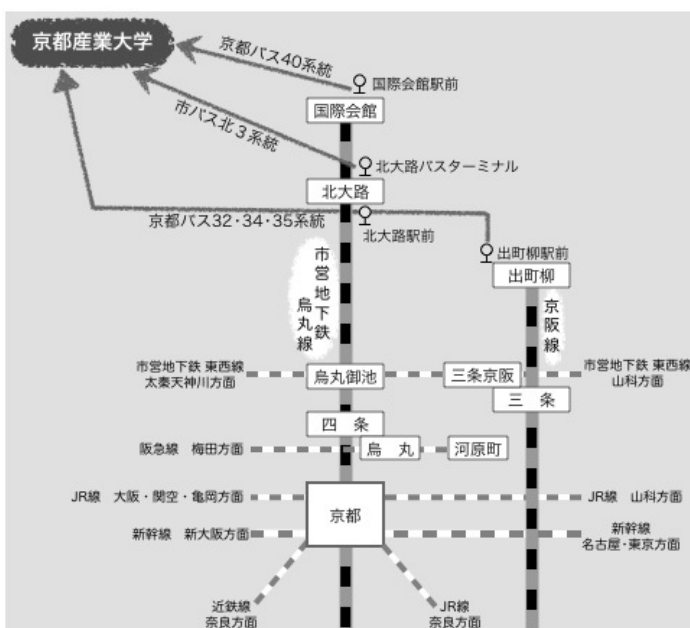 京都産業大学
京都バス40系統
国際会館駅前
国際会館
市バス北3系統
北大路バスターミナル
北大路
京都バス32・34・35系統
北大路駅前
出町柳駅前
出町柳
市営地下鉄
烏丸線
京阪線
市営地下鉄 東西線
太秦天神川方面
烏丸御池
三条京阪
市営地下鉄 東西線
山科方面
三 条
四 条
阪急線 梅田方面
烏 丸
河原町
JR線 大阪・関空・亀岡方面
京都
JR線 山科方面
新幹線 新大阪方面
新幹線
名古屋・東京方面
近鉄線
奈良方面
JR線
奈良方面